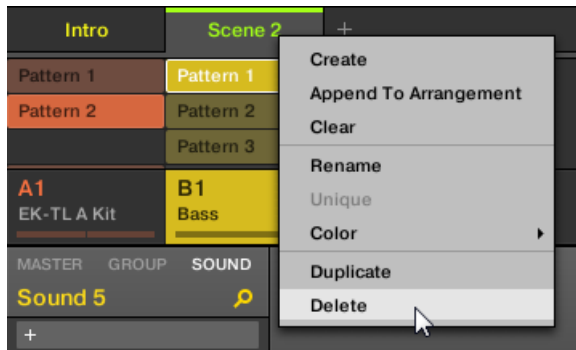 Intro
Scene 2
+
Pattern 1
Pattern 1
Pattern 2
Pattern 2
Pattern 3
A1
EK-TL A Kit
B1
Bass
MASTER GROUP SOUND
Sound 5
+
Create
Append To Arrangement
Clear
Rename
Unique
Color
Duplicate
Delete